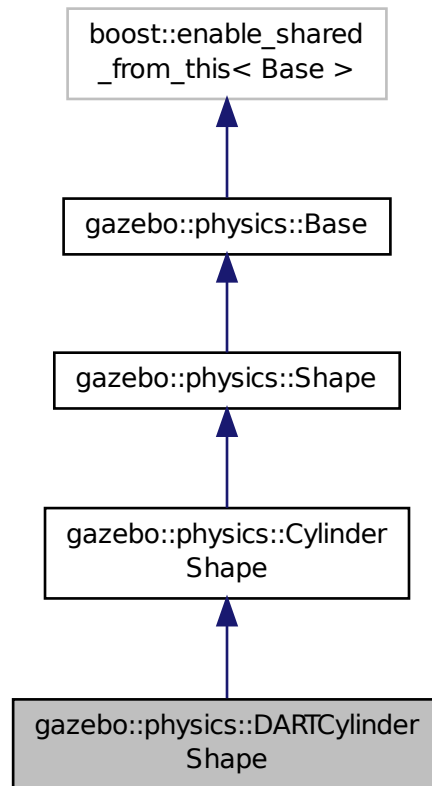 boost::enable_shared
_from_this< Base >
gazebo::physics::Base
gazebo::physics::Shape
gazebo::physics::Cylinder
Shape
gazebo::physics::DARTCylinder
Shape